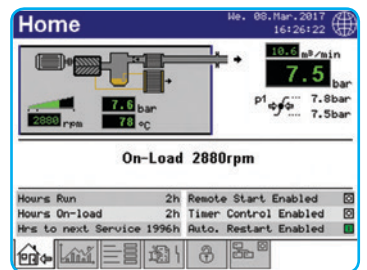 Home
We. 08.Mar.2017
16:26:22
10.6 m³/min
7.5 bar
p1 7.8bar
7.5bar
7.6 bar
2880 rpm
78 °C
On-Load 2880rpm
Hours Run 2h
Remote Start Enabled
Hours On-load 2h
Timer Control Enabled
Hrs to next Service 1996h
Auto. Restart Enabled